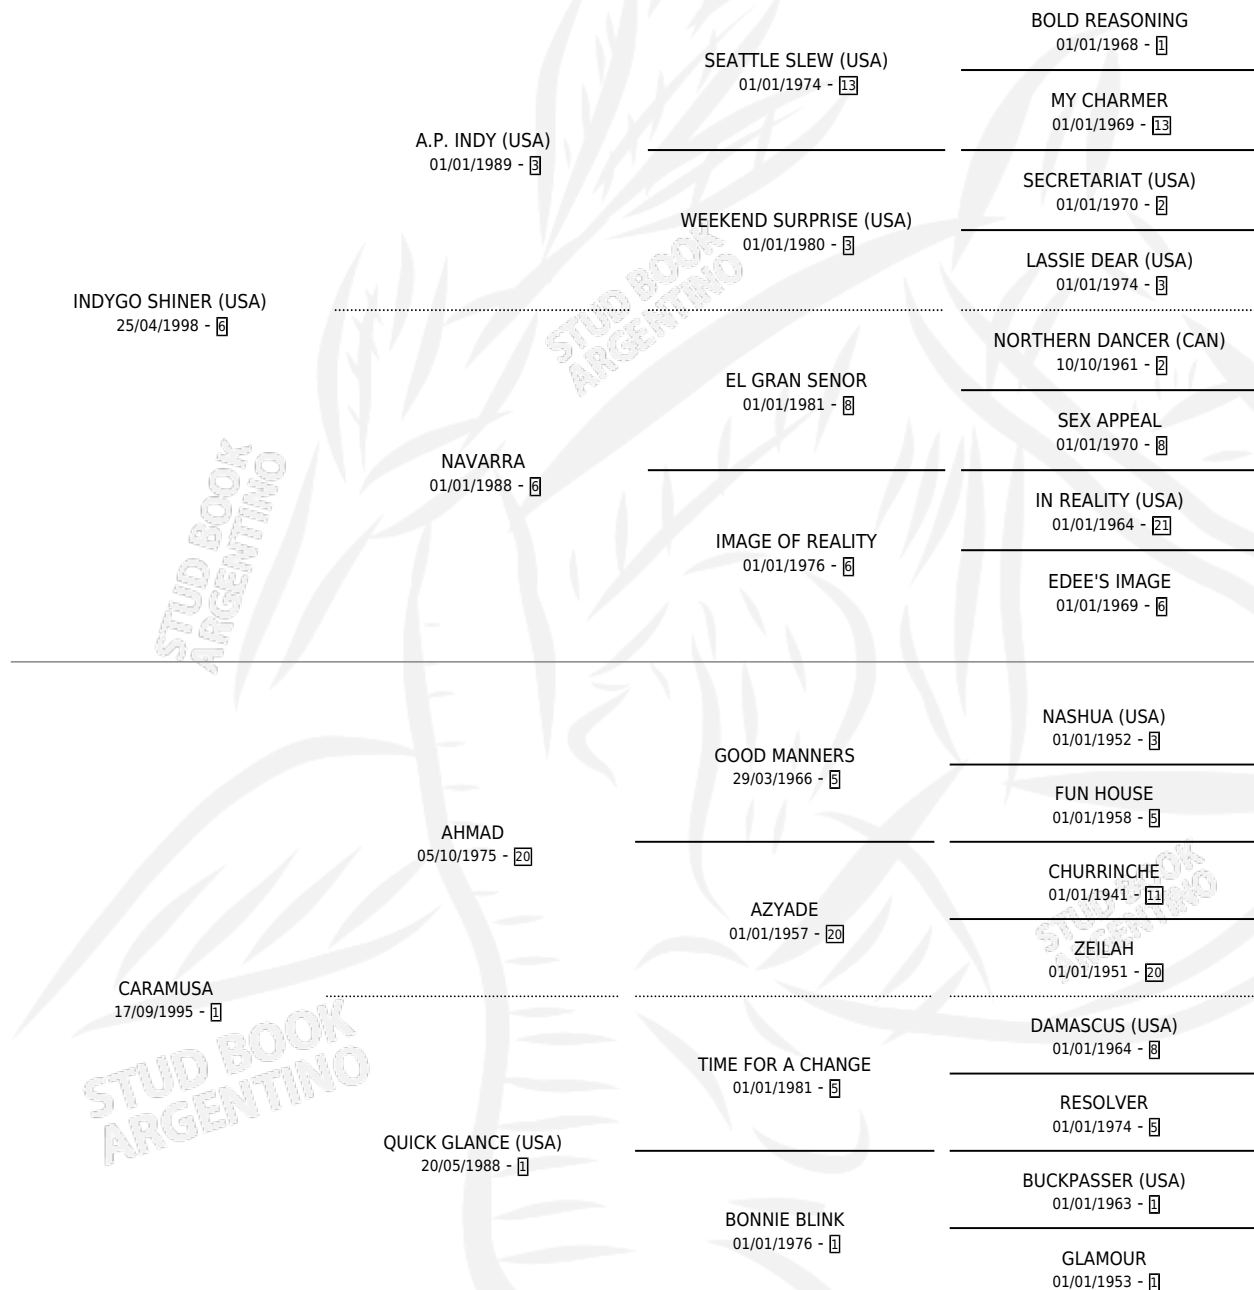 BOLD REASONING
01/01/1968 - 1
SEATTLE SLEW (USA)
01/01/1974 - 13
MY CHARMER
01/01/1969 - 13
A.P. INDY (USA)
01/01/1989 - 3
SECRETARIAT (USA)
01/01/1970 - 2
WEEKEND SURPRISE (USA)
01/01/1980 - 3
LASSIE DEAR (USA)
01/01/1974 - 3
STUD BOOK
ARGENTINO
INDYGO SHINER (USA)
25/04/1998 - 6
NORTHERN DANCER (CAN)
10/10/1961 - 2
EL GRAN SENOR
01/01/1981 - 8
SEX APPEAL
01/01/1970 - 8
NAVARRA
01/01/1988 - 6
IN REALITY (USA)
01/01/1964 - 21
IMAGE OF REALITY
01/01/1976 - 6
EDEE'S IMAGE
01/01/1969 - 6
STUD BOOK
ARGENTINO
NASHUA (USA)
01/01/1952 - 3
GOOD MANNERS
29/03/1966 - 5
FUN HOUSE
01/01/1958 - 5
AHMAD
05/10/1975 - 20
CHURRINCHE
01/01/1941 - 11
AZYADE
01/01/1957 - 20
ZEILAH
01/01/1951 - 20
STUD BOOK
ARGENTINO
CARAMUSA
17/09/1995 - 1
DAMASCUS (USA)
01/01/1964 - 8
TIME FOR A CHANGE
01/01/1981 - 5
RESOLVER
01/01/1974 - 5
STUD BOOK
ARGENTINO
QUICK GLANCE (USA)
20/05/1988 - 1
BUCKPASSER (USA)
01/01/1963 - 1
BONNIE BLINK
01/01/1976 - 1
GLAMOUR
01/01/1953 - 1